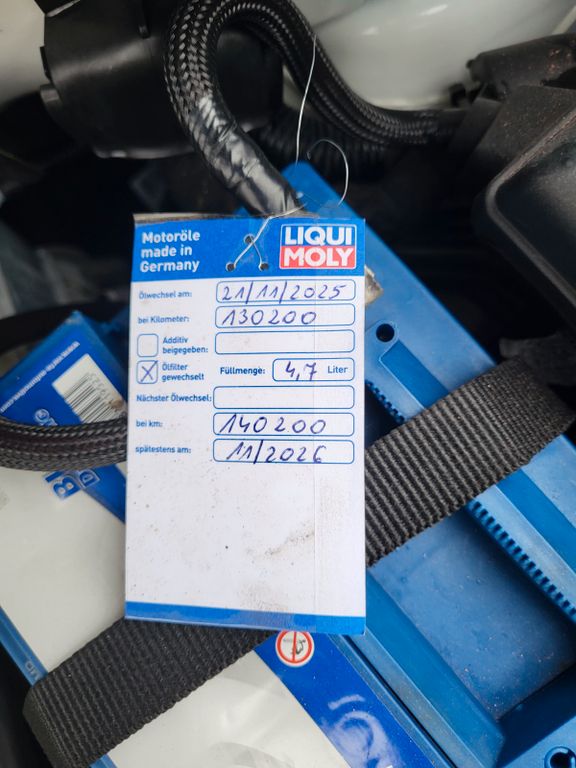 Motoröle
made in
Germany
LIQUI
MOLY
Ölwechsel am: 21/11/2025
bei Kilometer: 130200
Additiv
beigegeben:
Ölfilter
gewechselt
Füllmenge: 4,7 Liter
Nächster Ölwechsel:
bei km: 140200
spätestens am: 11/2026